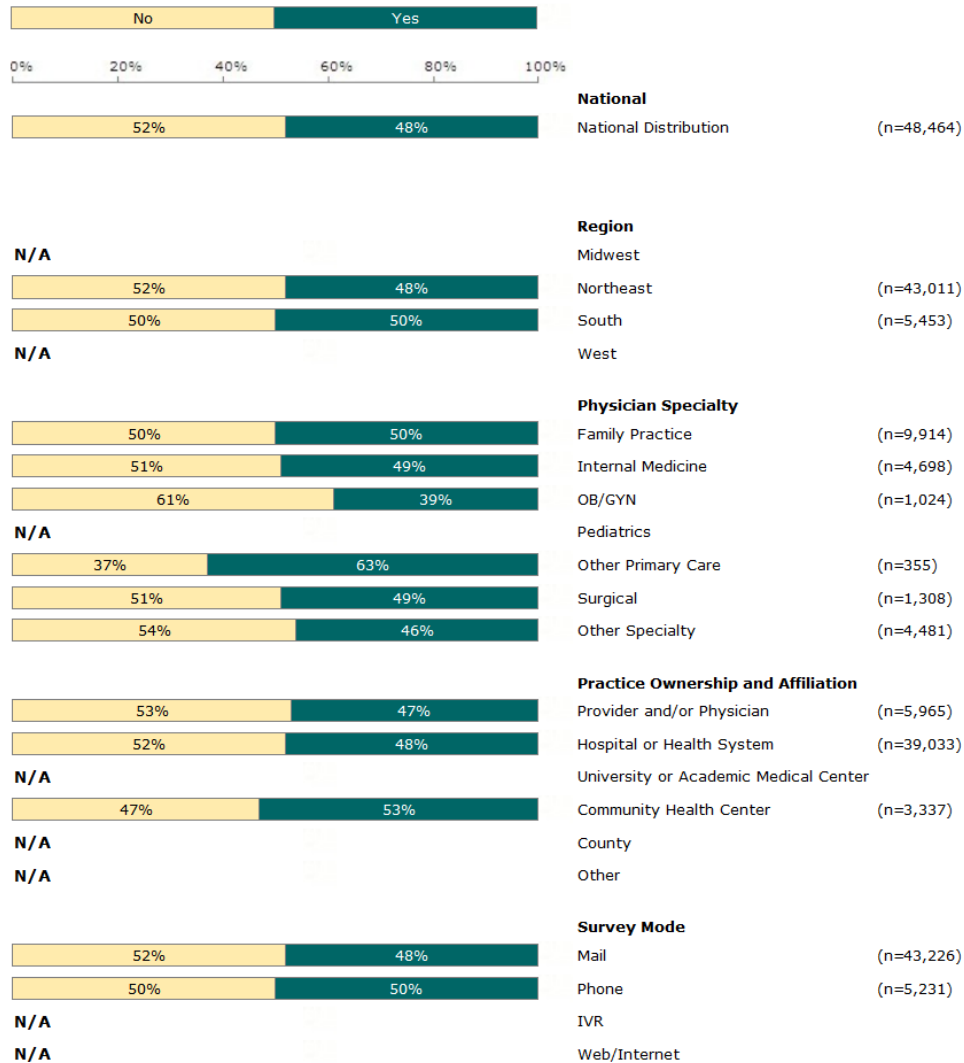 No Yes
0% 20% 40% 60% 80% 100%
National
52% 48% National Distribution (n=48,464)
Region
N/A Midwest
52% 48% Northeast (n=43,011)
50% 50% South (n=5,453)
N/A West
Physician Specialty
50% 50% Family Practice (n=9,914)
51% 49% Internal Medicine (n=4,698)
61% 39% OB/GYN (n=1,024)
N/A Pediatrics
37% 63% Other Primary Care (n=355)
51% 49% Surgical (n=1,308)
54% 46% Other Specialty (n=4,481)
Practice Ownership and Affiliation
53% 47% Provider and/or Physician (n=5,965)
52% 48% Hospital or Health System (n=39,033)
N/A University or Academic Medical Center
47% 53% Community Health Center (n=3,337)
N/A County
N/A Other
Survey Mode
52% 48% Mail (n=43,226)
50% 50% Phone (n=5,231)
N/A IVR
N/A Web/Internet